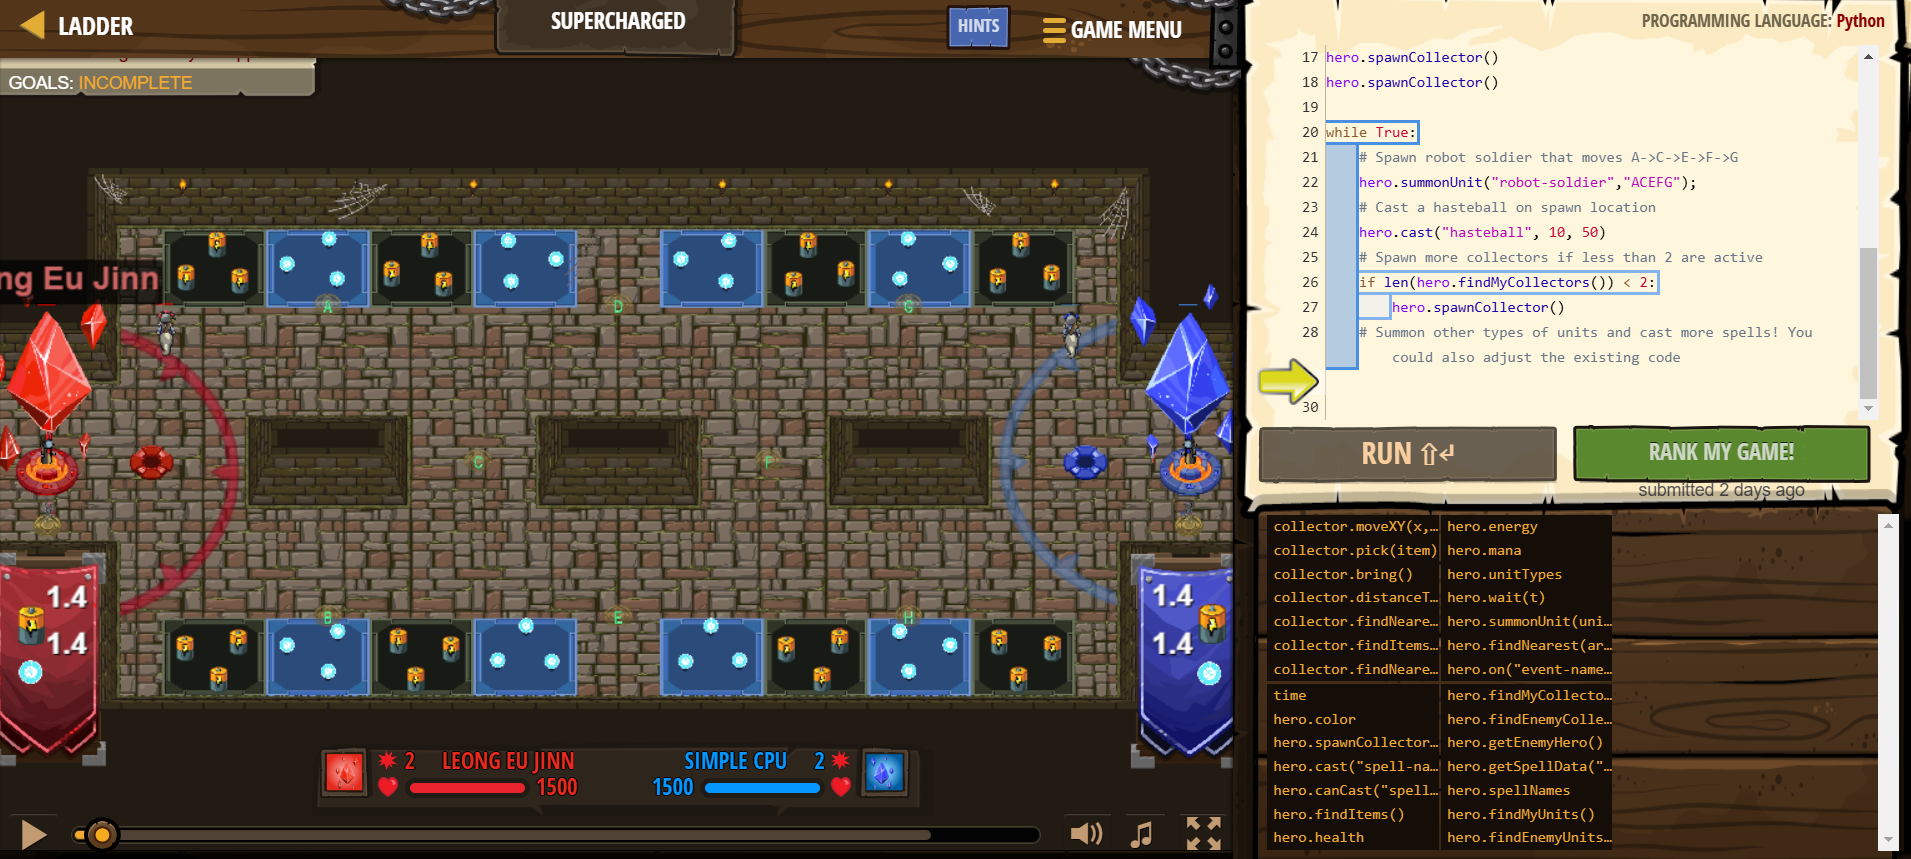 LADDER
SUPERCHARGED
HINTS
GAME MENU
GOALS: INCOMPLETE
ng Eu Jinn
A
D
G
C
F
B
E
H
1.4
1.4
1.4
1.4
2 LEONG EU JINN
1500
SIMPLE CPU 2
1500
PROGRAMMING LANGUAGE: Python
17 hero.spawnCollector()
18 hero.spawnCollector()
19
20 while True:
21 # Spawn robot soldier that moves A->C->E->F->G
22 hero.summonUnit("robot-soldier","ACEFG");
23 # Cast a hasteball on spawn location
24 hero.cast("hasteball", 10, 50)
25 # Spawn more collectors if less than 2 are active
26 if len(hero.findMyCollectors()) < 2:
27 hero.spawnCollector()
28 # Summon other types of units and cast more spells! You
could also adjust the existing code
30
RUN ⇧↵
RANK MY GAME!
submitted 2 days ago
collector.moveXY(x,…
collector.pick(item)
collector.bring()
collector.distanceT…
collector.findNeare…
collector.findItems…
collector.findNeare…
time
hero.color
hero.spawnCollector…
hero.cast("spell-na…
hero.canCast("spell…
hero.findItems()
hero.health
hero.energy
hero.mana
hero.unitTypes
hero.wait(t)
hero.summonUnit(uni…
hero.findNearest(ar…
hero.on("event-name…
hero.findMyCollecto…
hero.findEnemyColle…
hero.getEnemyHero()
hero.getSpellData("…
hero.spellNames
hero.findMyUnits()
hero.findEnemyUnits…